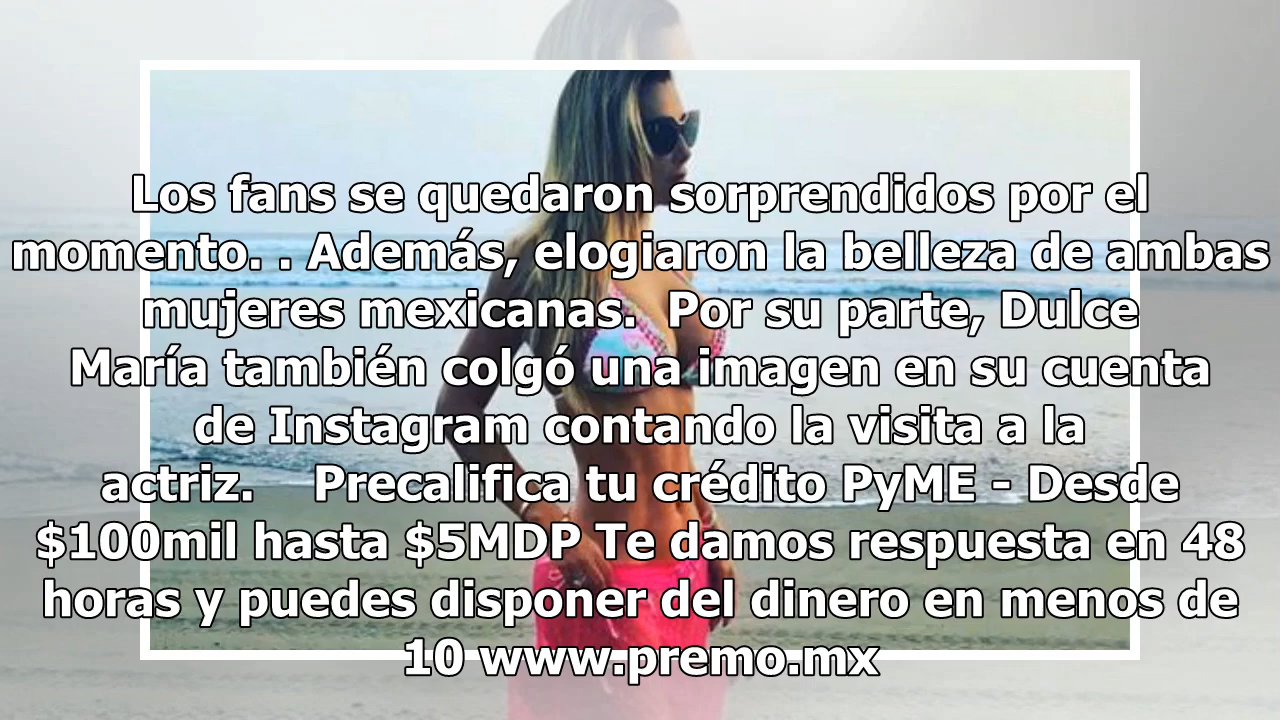 Los fans se quedaron sorprendidos por el
momento. . Además, elogiaron la belleza de ambas
mujeres mexicanas.  Por su parte, Dulce
María también colgó una imagen en su cuenta
de Instagram contando la visita a la
actriz.    Precalifica tu crédito PyME - Desde
$100mil hasta $5MDP Te damos respuesta en 48
horas y puedes disponer del dinero en menos de
10 www.premo.mx